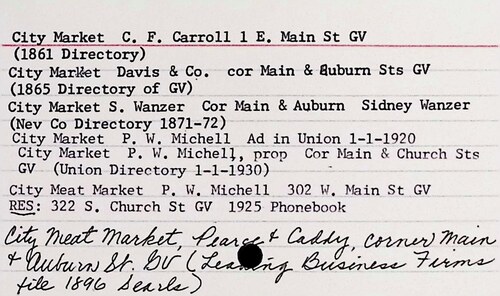 City Market  C. F. Carroll 1 E. Main St GV
(1861 Directory)
City Market  Davis & Co.  cor Main & Auburn Sts GV
(1865 Directory of GV)
City Market S. Wanzer  Cor Main & Auburn  Sidney Wanzer
(Nev Co Directory 1871-72)
City Market  P. W. Michell  Ad in Union 1-1-1920
City Market  P. W. Michell, prop  Cor Main & Church Sts
GV  (Union Directory 1-1-1930)
City Meat Market  P. W. Michell  302 W. Main St GV
RES: 322 S. Church St GV  1925 Phonebook
City Meat Market, Pearce & Caddy, corner Main
& Auburn St. GV (Leading Business Firms
file 1896 Searls)